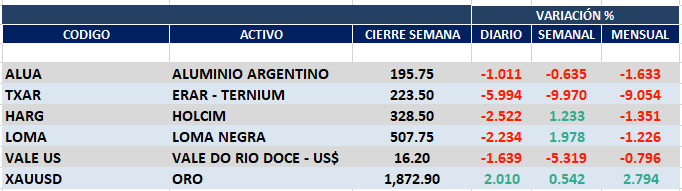 VARIACIÓN %
CODIGO ACTIVO CIERRE SEMANA DIARIO SEMANAL MENSUAL
ALUA ALUMINIO ARGENTINO 195.75 -1.011 -0.635 -1.633
TXAR ERAR - TERNIUM 223.50 -5.994 -9.970 -9.054
HARG HOLCIM 328.50 -2.522 1.233 -1.351
LOMA LOMA NEGRA 507.75 -2.234 1.978 -1.226
VALE US VALE DO RIO DOCE - US$ 16.20 -1.639 -5.319 -0.796
XAUUSD ORO 1,872.90 2.010 0.542 2.794